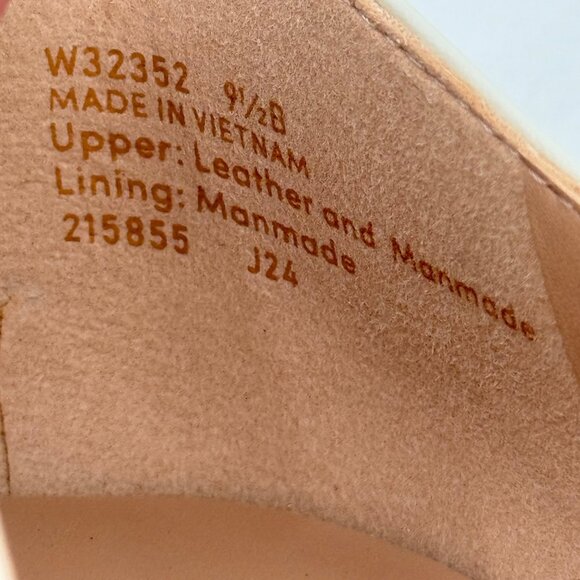 W32352 9½B
MADE IN VIETNAM
Upper: Leather and Manmade
Lining: Manmade
215855 J24